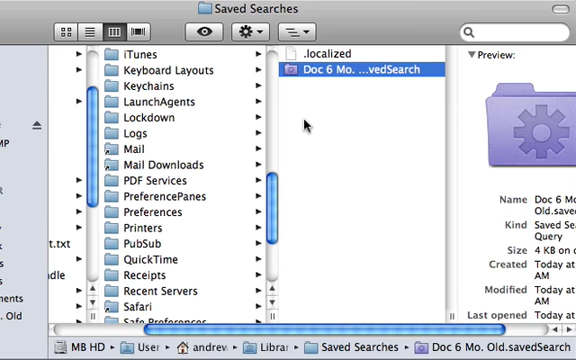 Saved Searches
MP
t.txt
ndle
ments
. Old
iTunes
Keyboard Layouts
Keychains
LaunchAgents
Lockdown
Logs
Mail
Mail Downloads
PDF Services
PreferencePanes
Preferences
Printers
PubSub
QuickTime
Receipts
Recent Servers
Safari
Safe Preferences
.localized
Doc 6 Mo. ...vedSearch
Preview:
Name Doc 6 Mo.
Old.saved
Kind Saved Sea
Query
Size 4 KB on d
Created Today at
AM
Modified Today at
AM
Last opened Today at
MB HD User andrew Librar Saved Searches Doc 6 Mo. Old.savedSearch